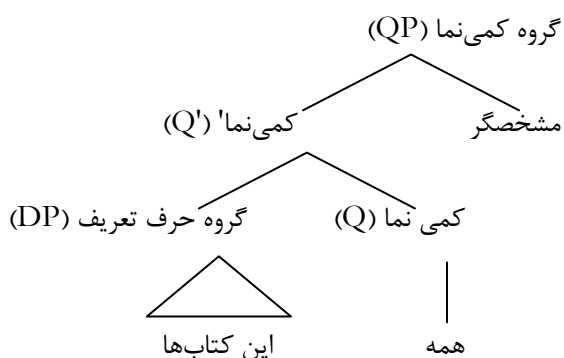 گروه کمی‌نما (QP)
مشخصگر کمی‌نما' (Q')
کمی نما (Q) گروه حرف تعریف (DP)
همه این کتاب‌ها